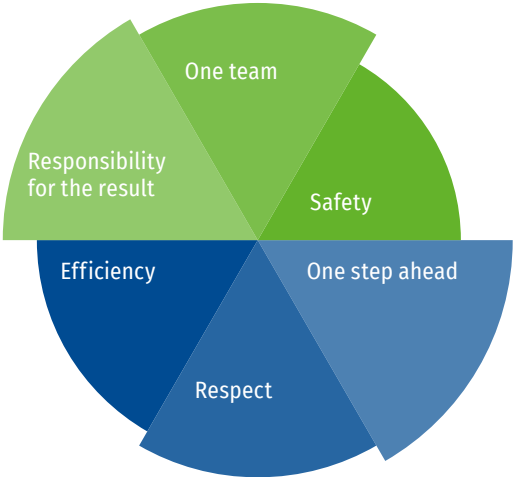 One team
Responsibility
for the result
Safety
Efficiency
One step ahead
Respect